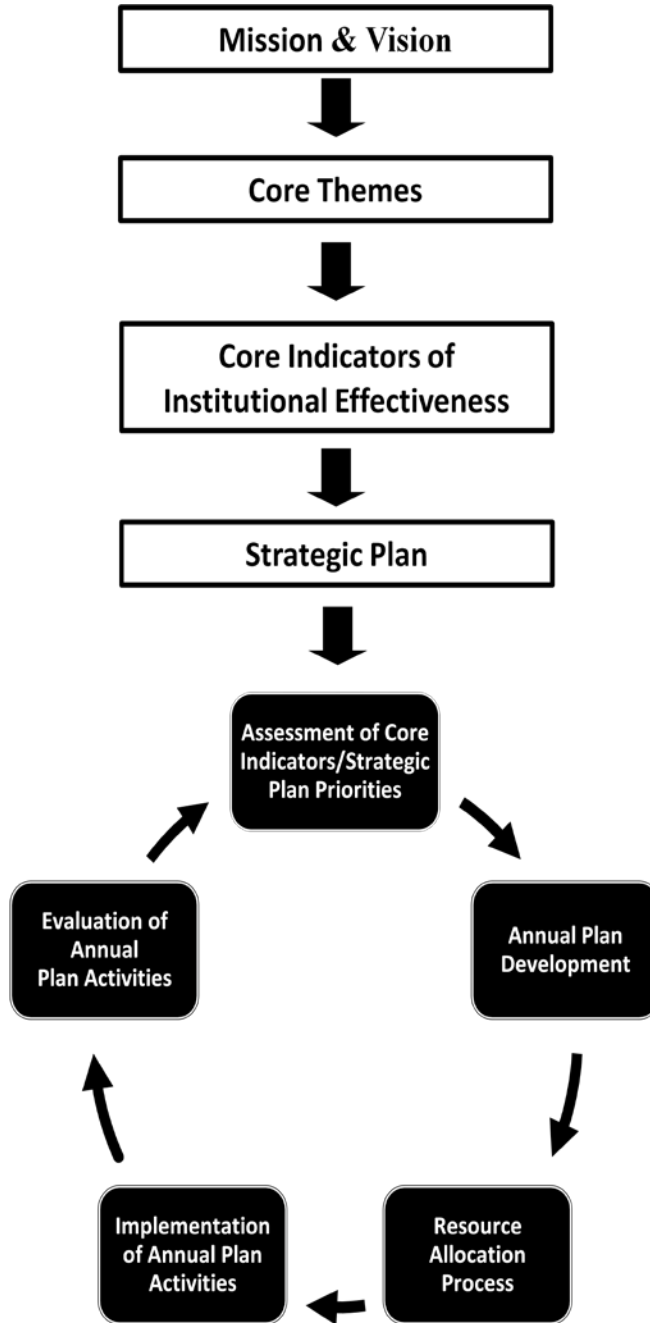 Mission & Vision
Core Themes
Core Indicators of
Institutional Effectiveness
Strategic Plan
Assessment of Core
Indicators/Strategic
Plan Priorities
Evaluation of
Annual
Plan Activities
Annual Plan
Development
Implementation
of Annual Plan
Activities
Resource
Allocation
Process